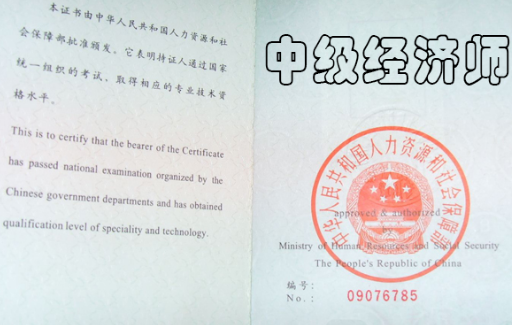 本证书由中华人民共和国人力资源和社
会保障部批准颁发。它表明持证人通过国家
统一组织的考试，取得相应的专业技术资
格水平。
This is to certify that the bearer of the Certificate
has passed national examination organized by the
Chinese government departments and has obtained
qualification level of speciality and technology.
中级经济师
中华人民共和国人力资源和社会保障部
approved & authorized
by
Ministry of Human Resources and Social Security
The People's Republic of China
编号：
No.: 09076785